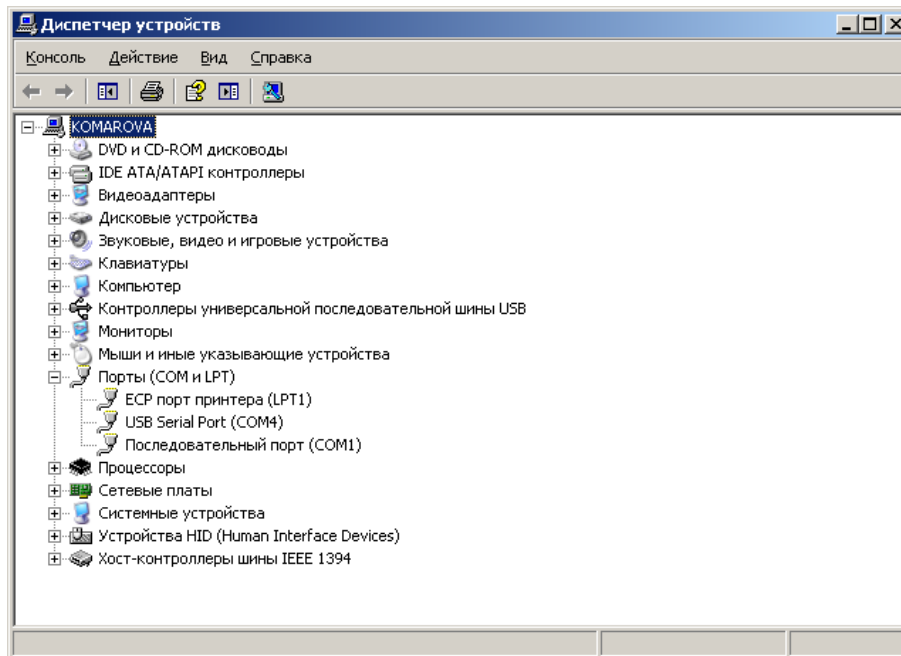 Диспетчер устройств
Консоль Действие Вид Справка
KOMAROVA
DVD и CD-ROM дисководы
IDE ATA/ATAPI контроллеры
Видеоадаптеры
Дисковые устройства
Звуковые, видео и игровые устройства
Клавиатуры
Компьютер
Контроллеры универсальной последовательной шины USB
Мониторы
Мыши и иные указывающие устройства
Порты (COM и LPT)
ECP порт принтера (LPT1)
USB Serial Port (COM4)
Последовательный порт (COM1)
Процессоры
Сетевые платы
Системные устройства
Устройства HID (Human Interface Devices)
Хост-контроллеры шины IEEE 1394